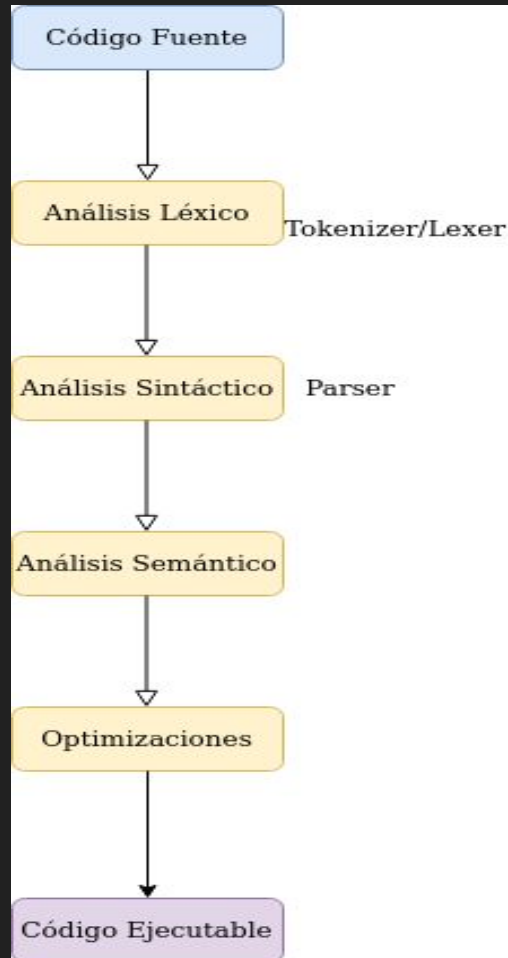 Código Fuente
Análisis Léxico
Tokenizer/Lexer
Análisis Sintáctico
Parser
Análisis Semántico
Optimizaciones
Código Ejecutable